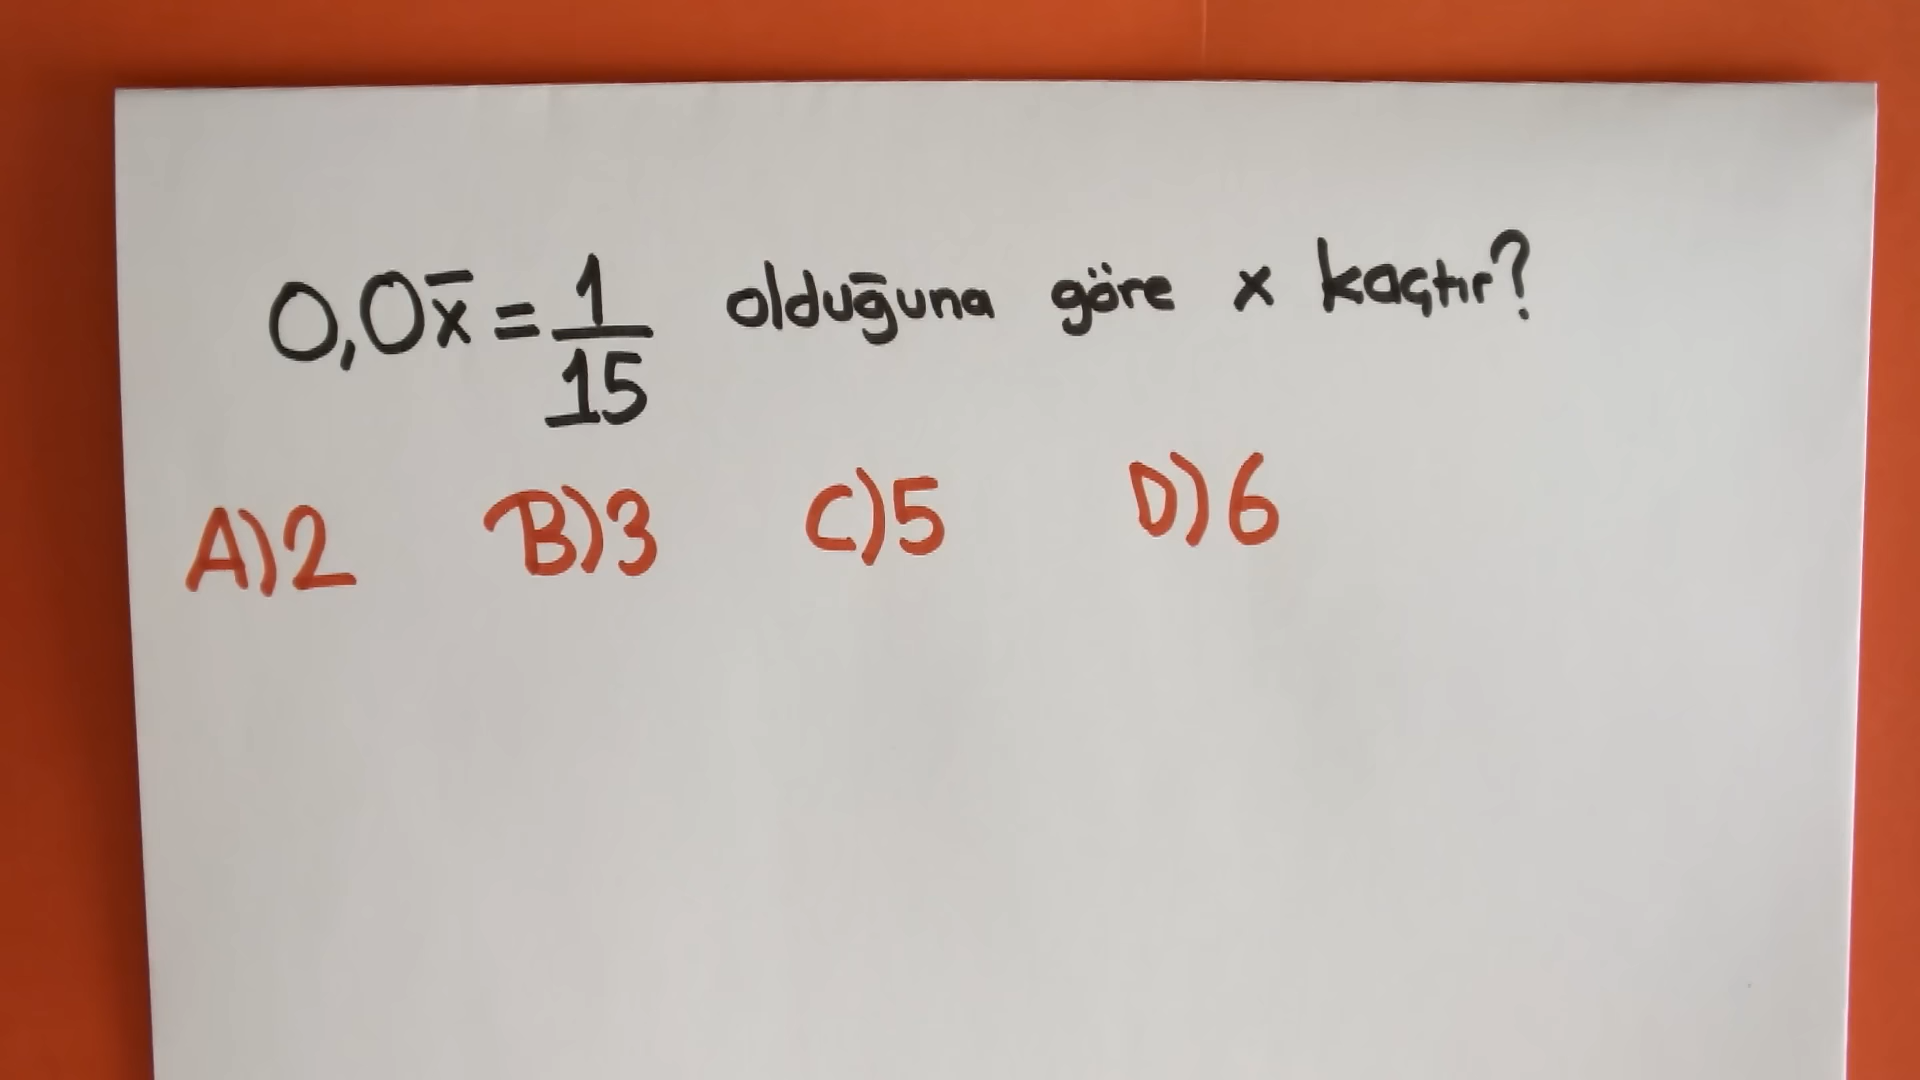 0,0x̄ = 1/15 olduğuna göre x kaçtır?
A)2 B)3 C)5 D)6